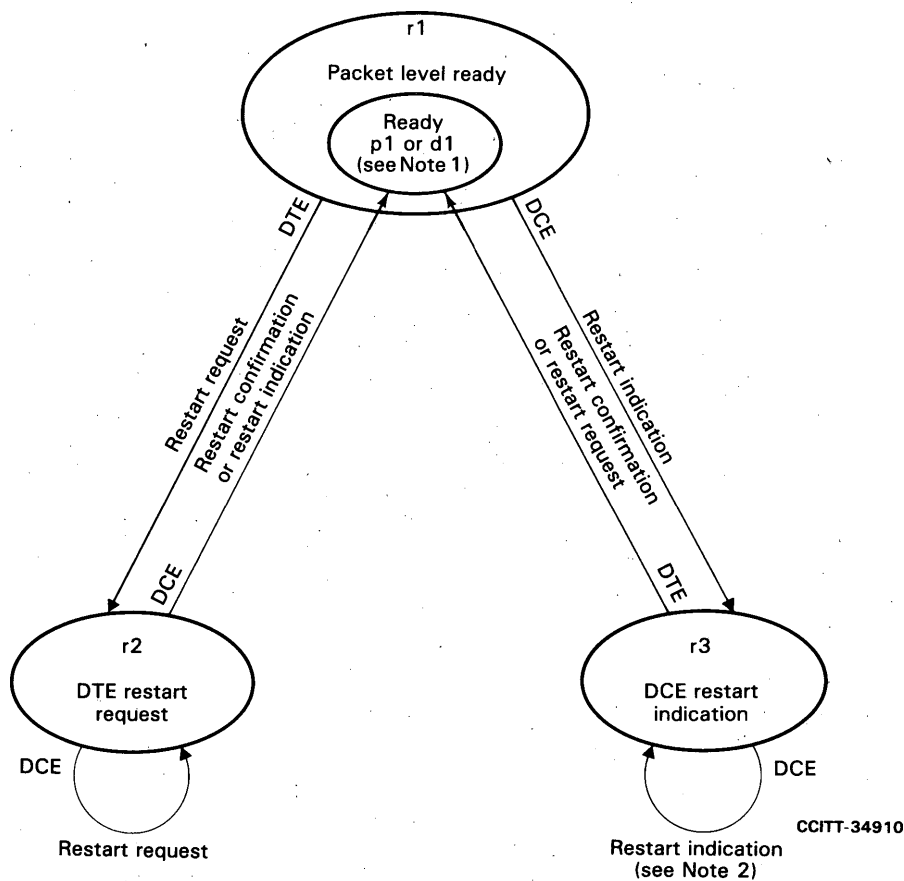 r1
Packet level ready
Ready
p1 or d1
(see Note 1)
DTE
DCE
Restart request
Restart confirmation
or restart indication
Restart indication
Restart confirmation
or restart request
DCE
DTE
r2
DTE restart
request
r3
DCE restart
indication
DCE
Restart request
DCE
Restart indication
(see Note 2)
CCITT-34910